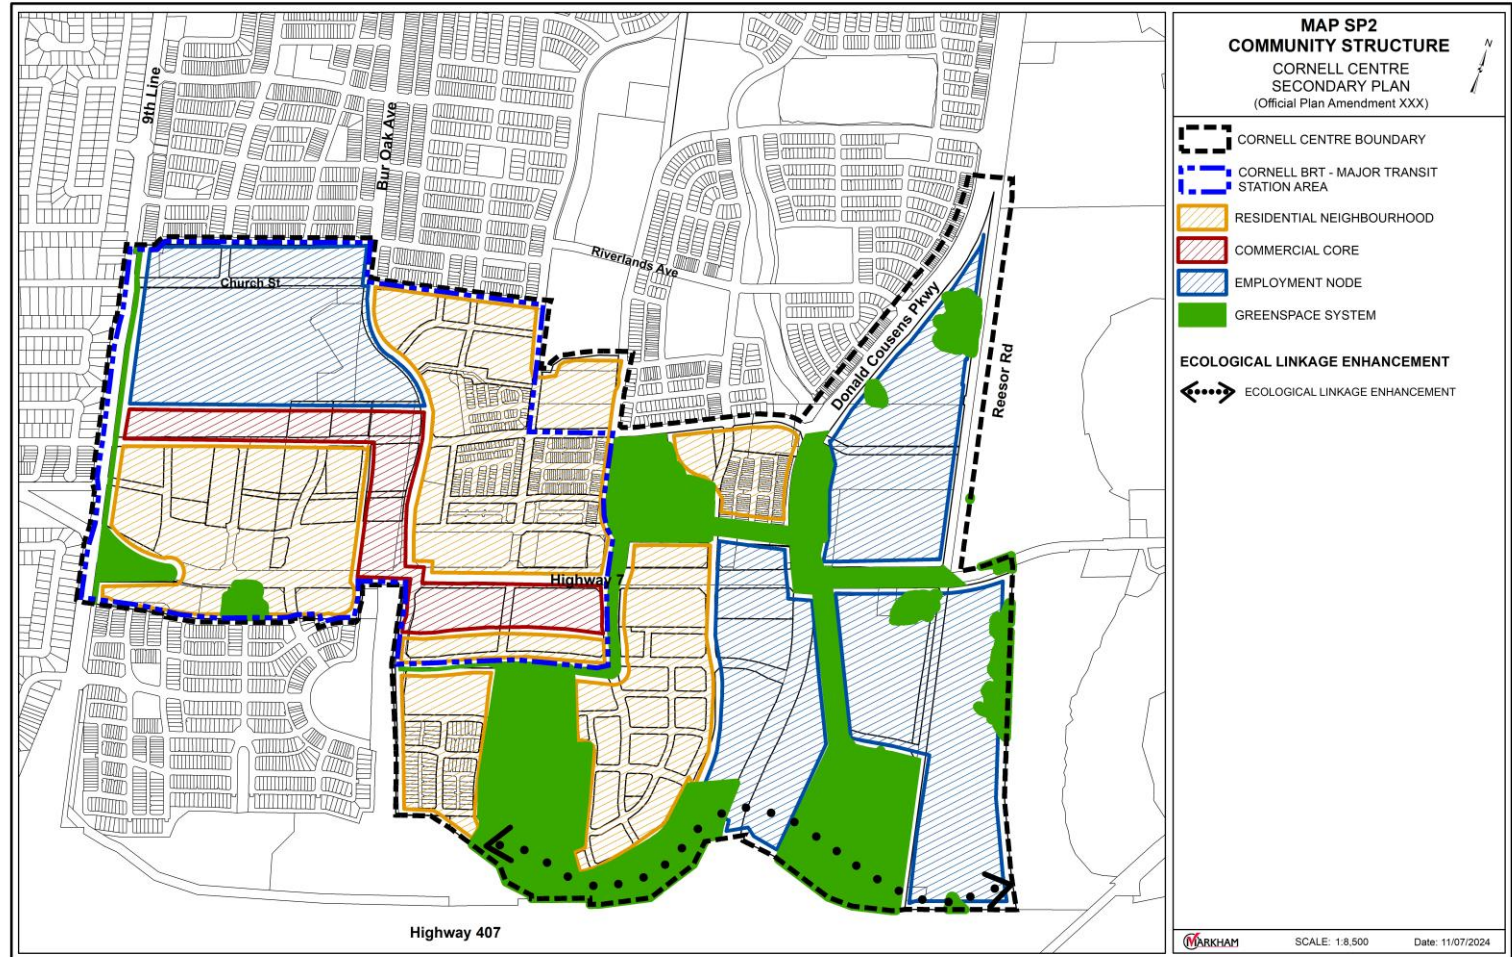 MAP SP2
COMMUNITY STRUCTURE
CORNELL CENTRE
SECONDARY PLAN
(Official Plan Amendment XXX)
N
CORNELL CENTRE BOUNDARY
CORNELL BRT - MAJOR TRANSIT
STATION AREA
RESIDENTIAL NEIGHBOURHOOD
COMMERCIAL CORE
EMPLOYMENT NODE
GREENSPACE SYSTEM
ECOLOGICAL LINKAGE ENHANCEMENT
ECOLOGICAL LINKAGE ENHANCEMENT
9th Line
Bur Oak Ave
Riverlands Ave
Church St
Donald Cousens Pkwy
Reesor Rd
Highway 7
Highway 407
MARKHAM
SCALE: 1:8,500
Date: 11/07/2024